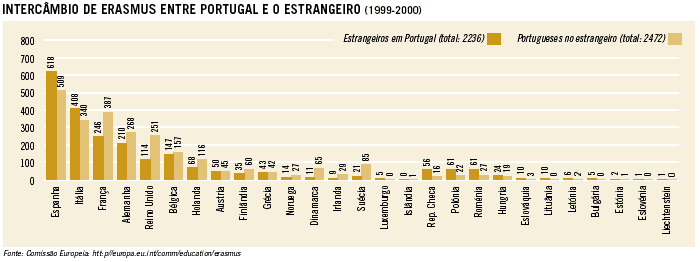 INTERCÂMBIO DE ERASMUS ENTRE PORTUGAL E O ESTRANGEIRO (1999-2000)
Estrangeiros em Portugal (total: 2236) Portugueses no estrangeiro (total: 2472)
800
700
600
500
400
300
200
100
0
618 509 408 340 246 387 210 268 114 251 147 157 68 116 50 45 35 60 43 42 14 27 11 65 9 29 21 85 5 0 0 1 56 16 61 22 61 27 24 19 10 3 10 0 6 2 5 0 2 1 1 0 1 0
Espanha
Itália
França
Alemanha
Reino Unido
Bélgica
Holanda
Austria
Finlândia
Grécia
Noruega
Dinamarca
Irlanda
Suécia
Luxemburgo
Islândia
Rep. Checa
Polónia
Roménia
Hungria
Eslováquia
Lituânia
Letónia
Bulgária
Estónia
Eslovénia
Liechtenstein
Fonte: Comissão Europeia: http://europa.eu.int/comm/education/erasmus